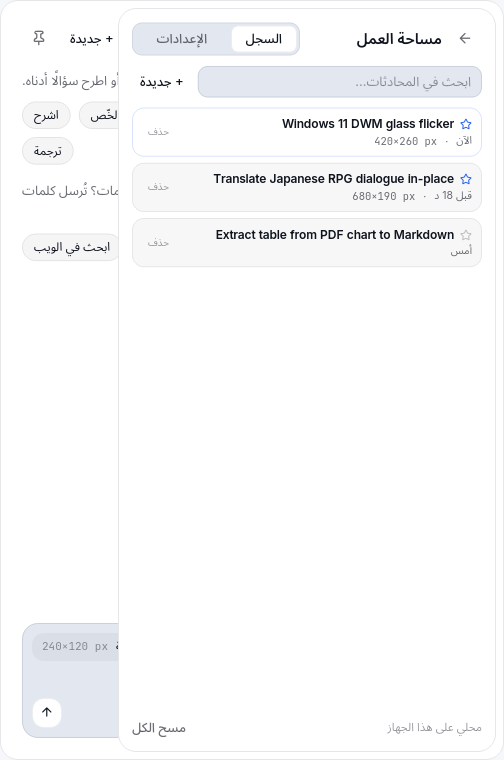 مساحة العمل
السجل
الإعدادات
ابحث في المحادثات...
+ جديدة
Windows 11 DWM glass flicker
الآن · 420×260 px
حذف
Translate Japanese RPG dialogue in-place
قبل 18 د · 680×190 px
حذف
Extract table from PDF chart to Markdown
أمس
حذف
محلي على هذا الجهاز
مسح الكل
+ جديدة
أو اطرح سؤالًا أدناه.
لخّص
اشرح
ترجمة
مات؟ تُرسل كلمات
ابحث في الويب
240×120 px